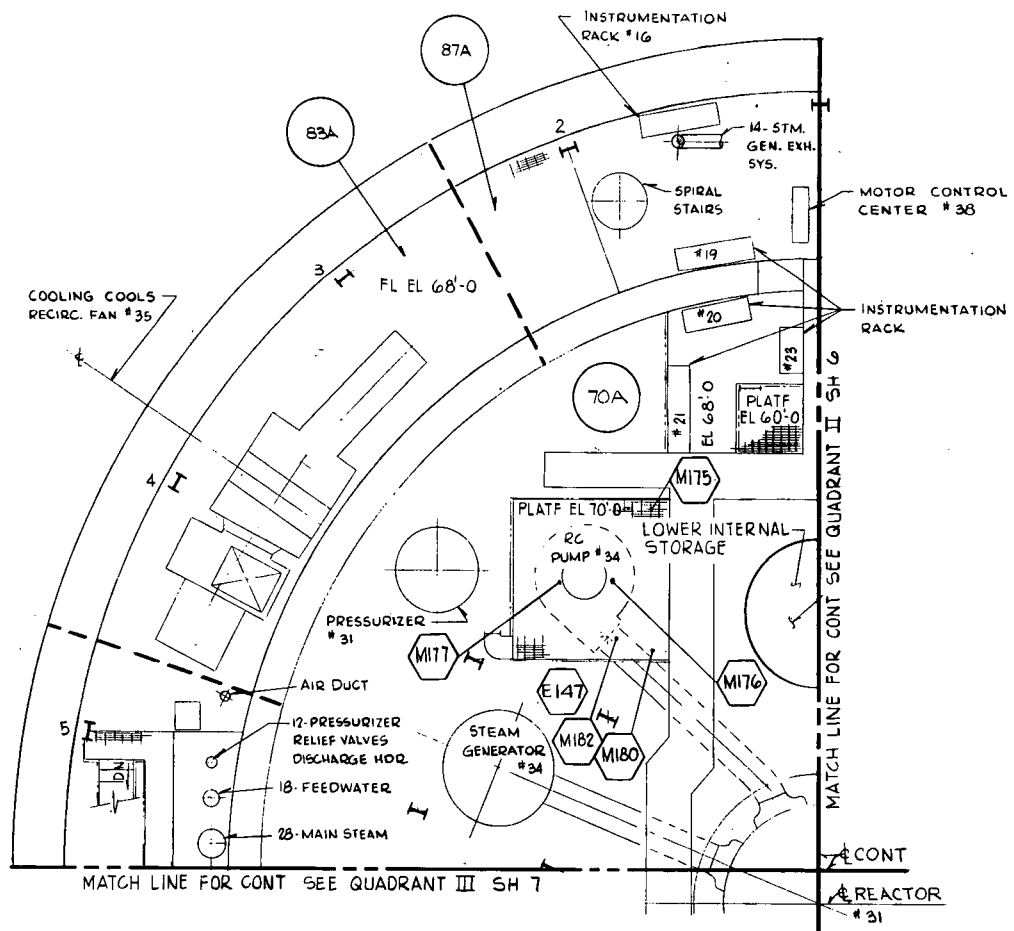 INSTRUMENTATION
RACK #16
87A
83A
2
14-STM.
GEN. EXH.
SYS.
SPIRAL
STAIRS
MOTOR CONTROL
CENTER #38
3
FL EL 68'-0
#19
COOLING COOLS
RECIRC. FAN #35
℄
#20
INSTRUMENTATION
RACK
#23
70A
#21
EL 68'-0
PLATF
EL 60'-0
4
M175
PLATF EL 70'-0
RC
PUMP #34
LOWER INTERNAL
STORAGE
MATCH LINE FOR CONT SEE QUADRANT II SH 6
PRESSURIZER
#31
M177
M176
E147
AIR DUCT
5
12-PRESSURIZER
RELIEF VALVES
DISCHARGE HDR.
STEAM
GENERATOR
#34
M182
M180
DN
18-FEEDWATER
28-MAIN STEAM
℄ CONT
MATCH LINE FOR CONT SEE QUADRANT III SH 7
℄ REACTOR
#31